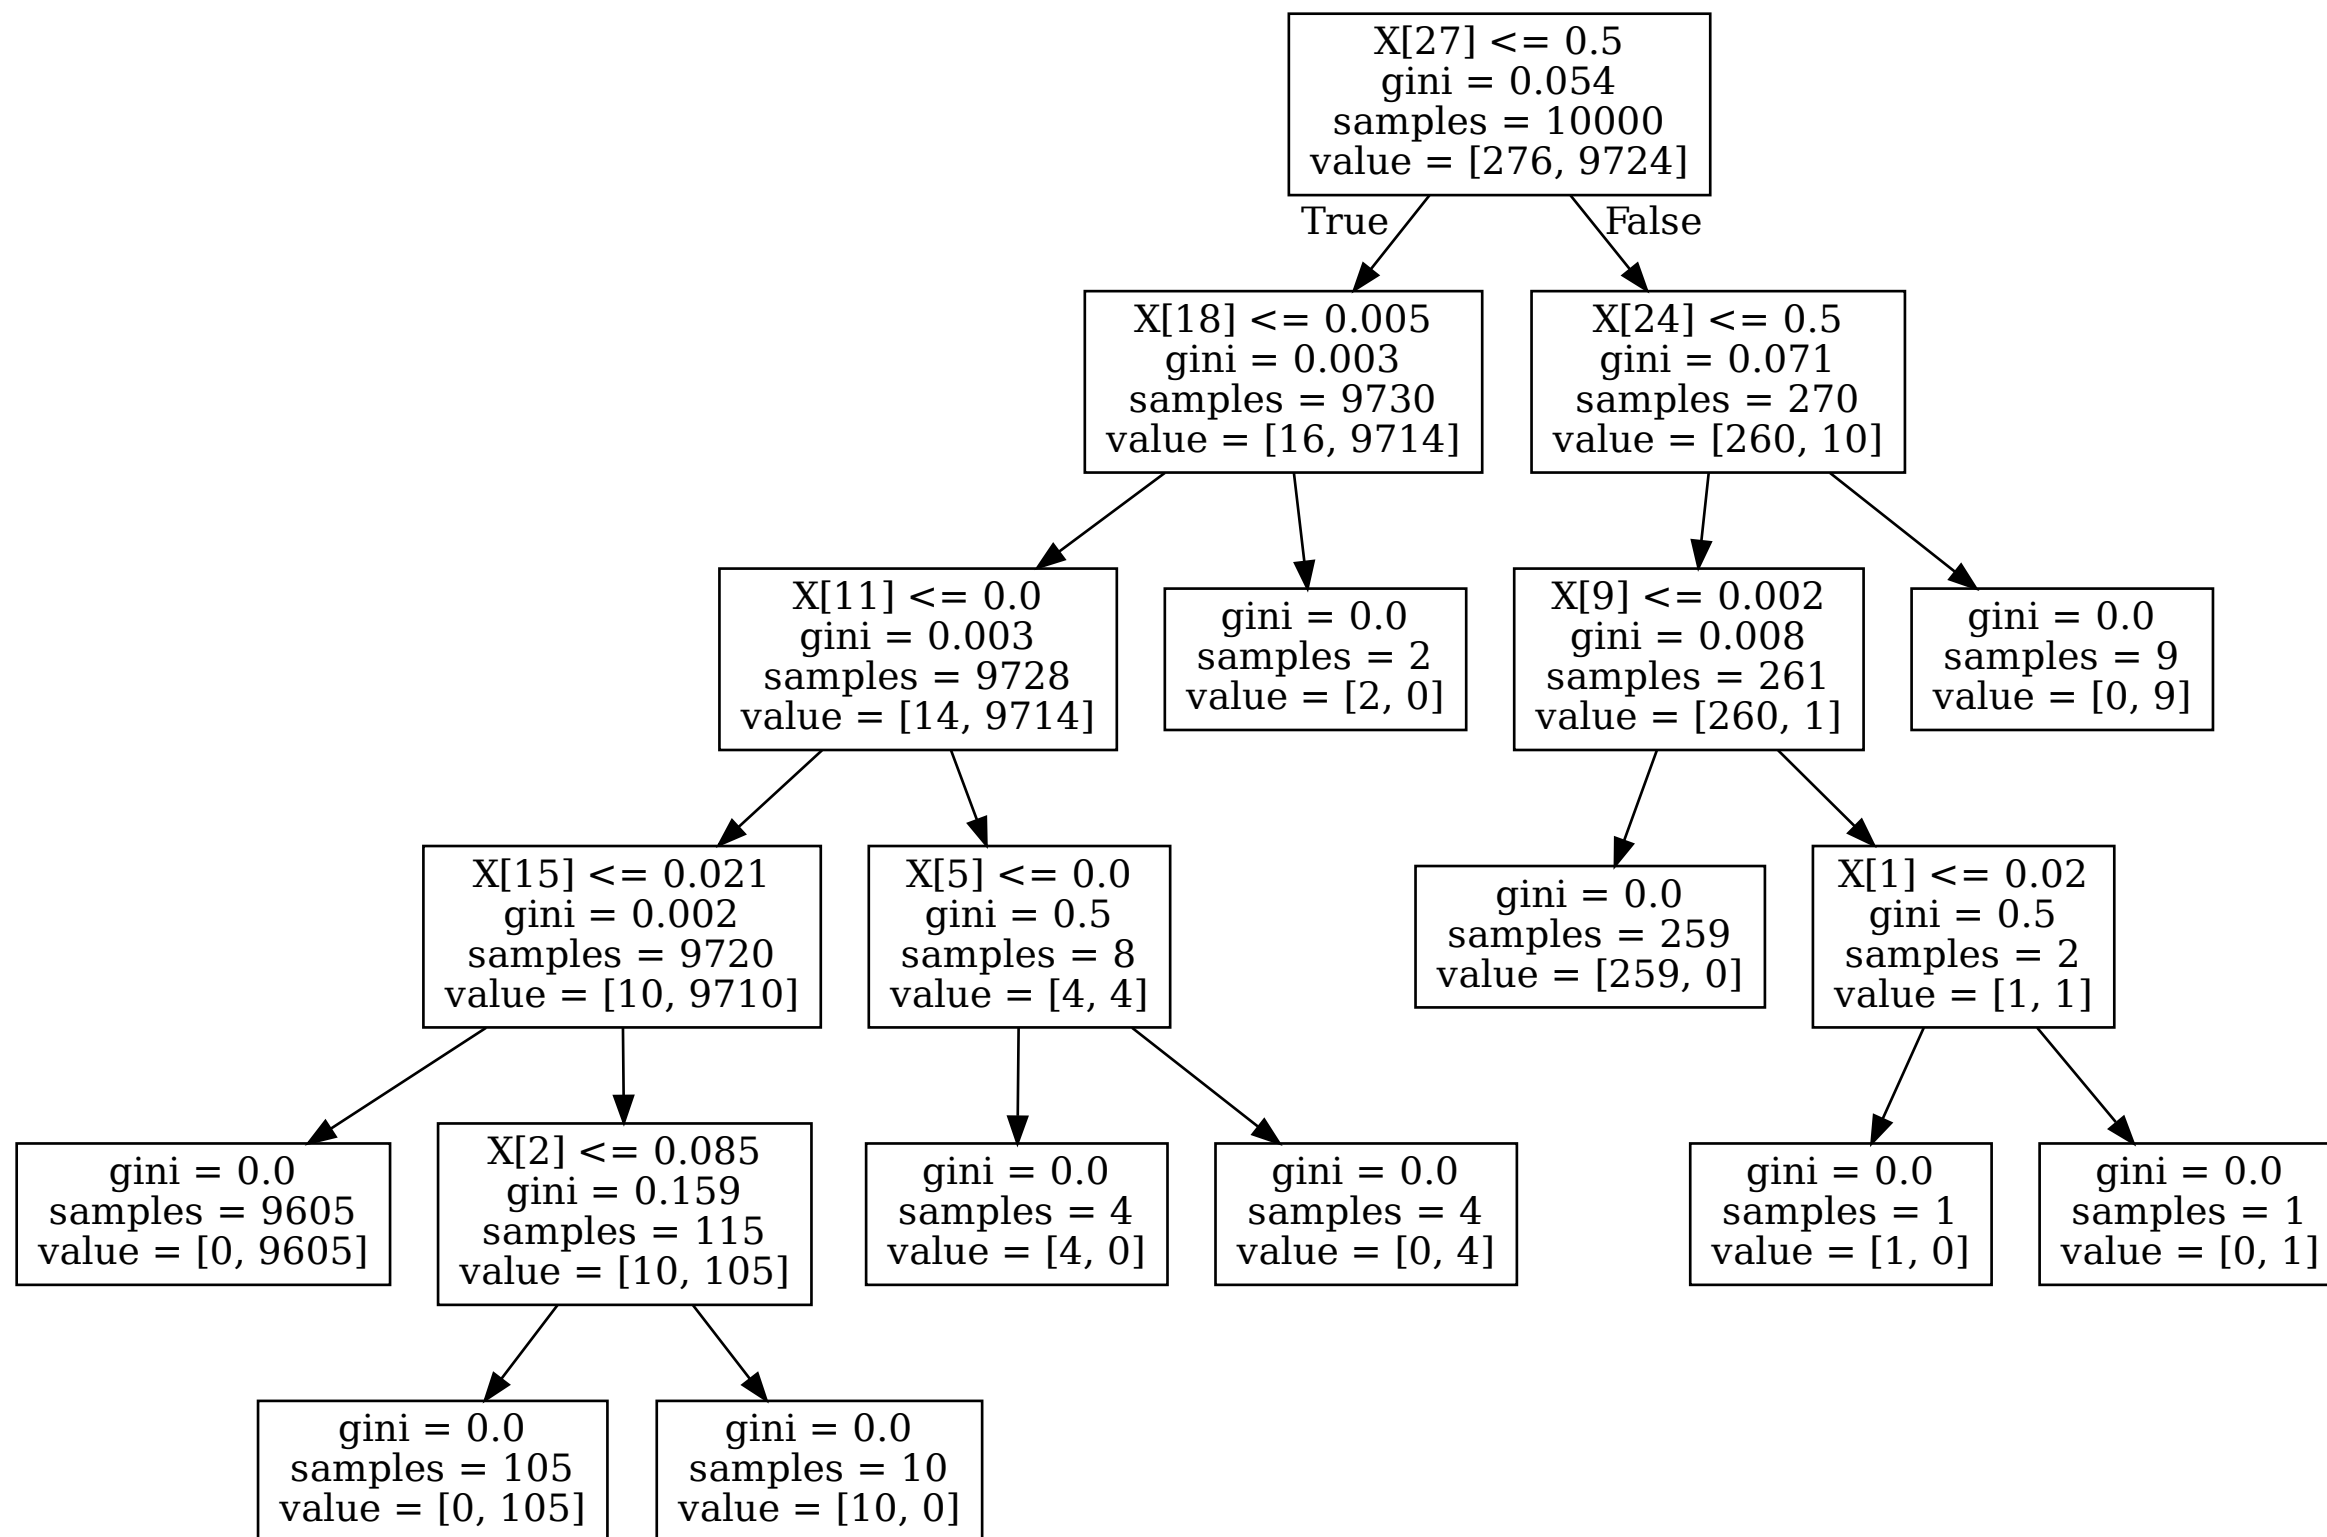 X[27] <= 0.5
gini = 0.054
samples = 10000
value = [276, 9724]
True
False
X[18] <= 0.005
gini = 0.003
samples = 9730
value = [16, 9714]
X[24] <= 0.5
gini = 0.071
samples = 270
value = [260, 10]
X[11] <= 0.0
gini = 0.003
samples = 9728
value = [14, 9714]
gini = 0.0
samples = 2
value = [2, 0]
X[9] <= 0.002
gini = 0.008
samples = 261
value = [260, 1]
gini = 0.0
samples = 9
value = [0, 9]
X[15] <= 0.021
gini = 0.002
samples = 9720
value = [10, 9710]
X[5] <= 0.0
gini = 0.5
samples = 8
value = [4, 4]
gini = 0.0
samples = 259
value = [259, 0]
X[1] <= 0.02
gini = 0.5
samples = 2
value = [1, 1]
gini = 0.0
samples = 9605
value = [0, 9605]
X[2] <= 0.085
gini = 0.159
samples = 115
value = [10, 105]
gini = 0.0
samples = 4
value = [4, 0]
gini = 0.0
samples = 4
value = [0, 4]
gini = 0.0
samples = 1
value = [1, 0]
gini = 0.0
samples = 1
value = [0, 1]
gini = 0.0
samples = 105
value = [0, 105]
gini = 0.0
samples = 10
value = [10, 0]